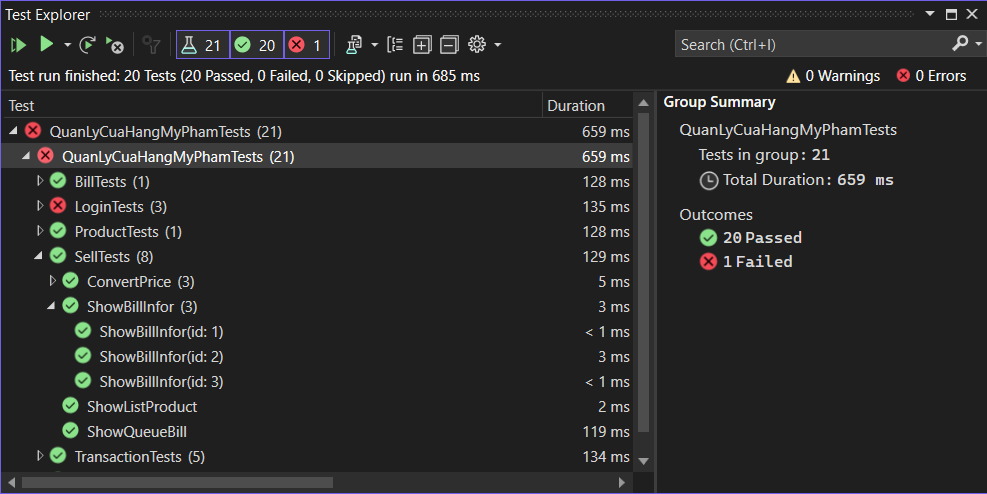 Test Explorer
21 20 1
Search (Ctrl+I)
Test run finished: 20 Tests (20 Passed, 0 Failed, 0 Skipped) run in 685 ms
0 Warnings
0 Errors
Test Duration
QuanLyCuaHangMyPhamTests (21) 659 ms
QuanLyCuaHangMyPhamTests (21) 659 ms
BillTests (1) 128 ms
LoginTests (3) 135 ms
ProductTests (1) 128 ms
SellTests (8) 129 ms
ConvertPrice (3) 5 ms
ShowBillInfor (3) 3 ms
ShowBillInfor(id: 1) < 1 ms
ShowBillInfor(id: 2) 3 ms
ShowBillInfor(id: 3) < 1 ms
ShowListProduct 2 ms
ShowQueueBill 119 ms
TransactionTests (5) 134 ms
Group Summary
QuanLyCuaHangMyPhamTests
Tests in group: 21
Total Duration: 659 ms
Outcomes
20 Passed
1 Failed